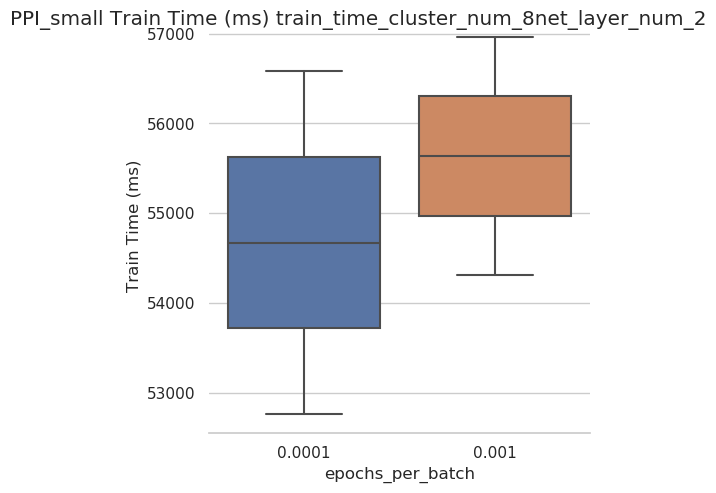 PPI_small Train Time (ms) train_time_cluster_num_8net_layer_num_2
57000
56000
55000
54000
53000
Train Time (ms)
0.0001 0.001
epochs_per_batch